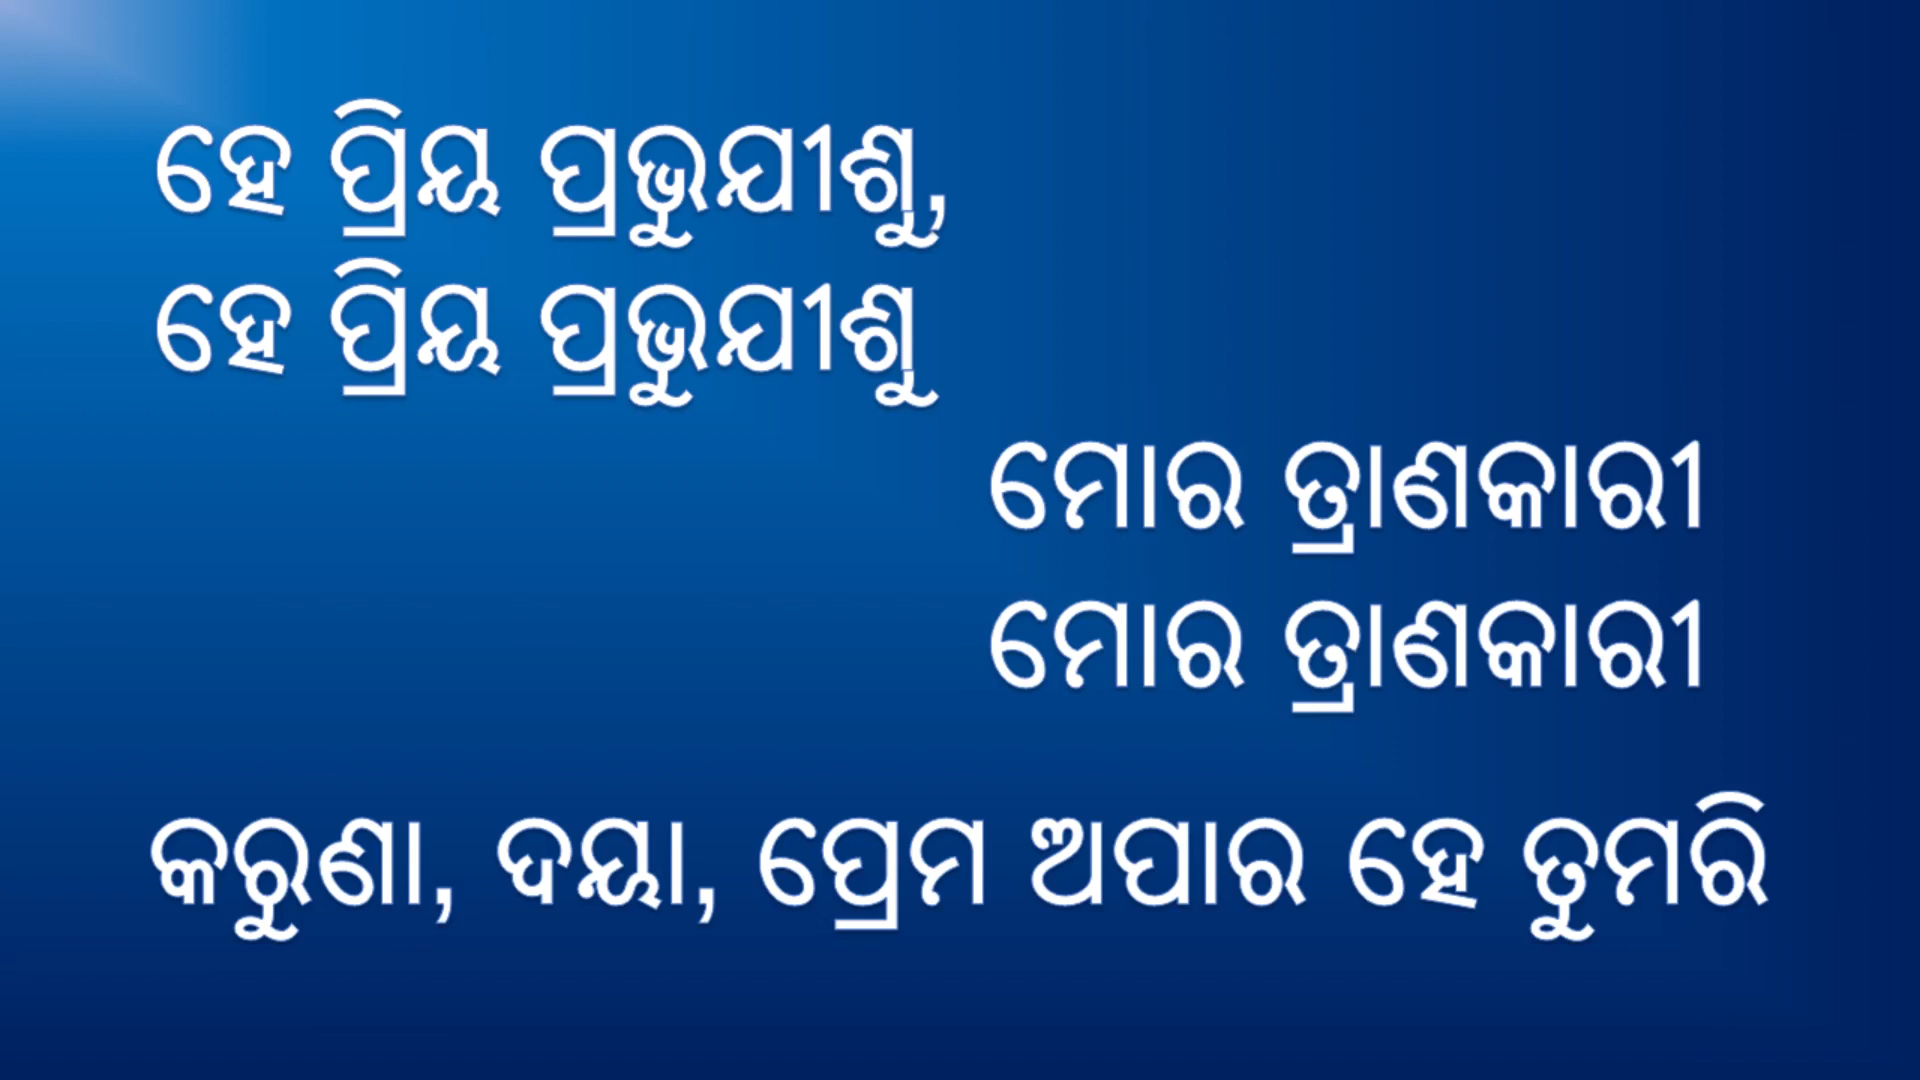 ହେ ପ୍ରିୟ ପ୍ରଭୁଯୀଶୁ,
ହେ ପ୍ରିୟ ପ୍ରଭୁଯୀଶୁ
ମୋର ତ୍ରାଣକାରୀ
ମୋର ତ୍ରାଣକାରୀ
କରୁଣା, ଦୟା, ପ୍ରେମ ଅପାର ହେ ତୁମରି